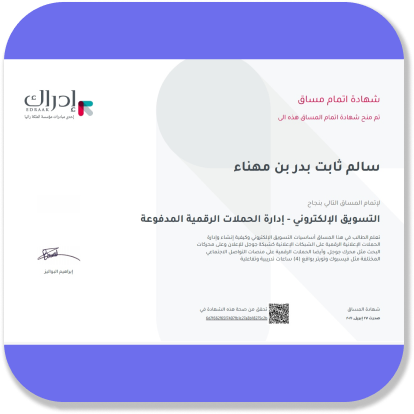 إدراك
EDRAAK
إحدى مبادرات مؤسسة الملكة رانيا
شهادة اتمام مساق
تم منح شهادة اتمام المساق هذه الى
سالم ثابت بدر بن مهناء
لإتمام المساق التالي بنجاح
التسويق الإلكتروني - إدارة الحملات الرقمية المدفوعة
تعلم الطالب في هذا المساق أساسيات التسويق الإلكتروني وكيفية إنشاء وإدارة
الحملات الإعلانية الرقمية على الشبكات الإعلانية كشبكة جوجل للإعلان وعلى محركات
البحث مثل محرك جوجل، وأيضا الحملات الرقمية على منصات التواصل الاجتماعي
المختلفة مثل فيسبوك وتويتر بواقع (4) ساعات تدريبية وتفاعلية
شهادة المساق
تحقق من صحة هذه الشهادة في